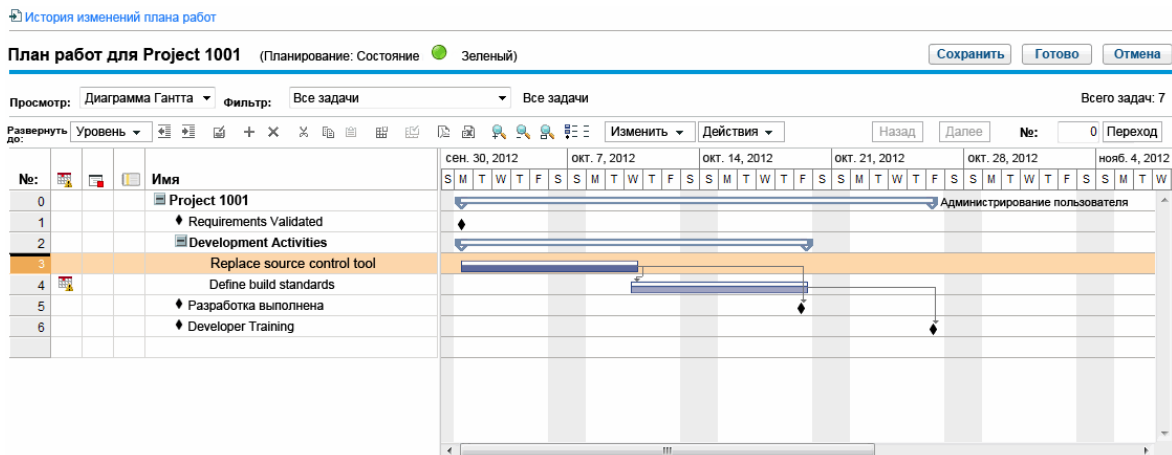 История изменений плана работ
План работ для Project 1001 (Планирование: Состояние Зеленый) Сохранить Готово Отмена
Просмотр: Диаграмма Гантта Фильтр: Все задачи Все задачи Всего задач: 7
Развернуть до: Уровень Изменить Действия Назад Далее №: 0 Переход
сен. 30, 2012 окт. 7, 2012 окт. 14, 2012 окт. 21, 2012 окт. 28, 2012 нояб. 4, 2012
№: Имя S M T W T F S S M T W T F S S M T W T F S S M T W T F S S M T W T F S S M T W
0 Project 1001 Администрирование пользователя
1 Requirements Validated
2 Development Activities
3 Replace source control tool
4 Define build standards
5 Разработка выполнена
6 Developer Training